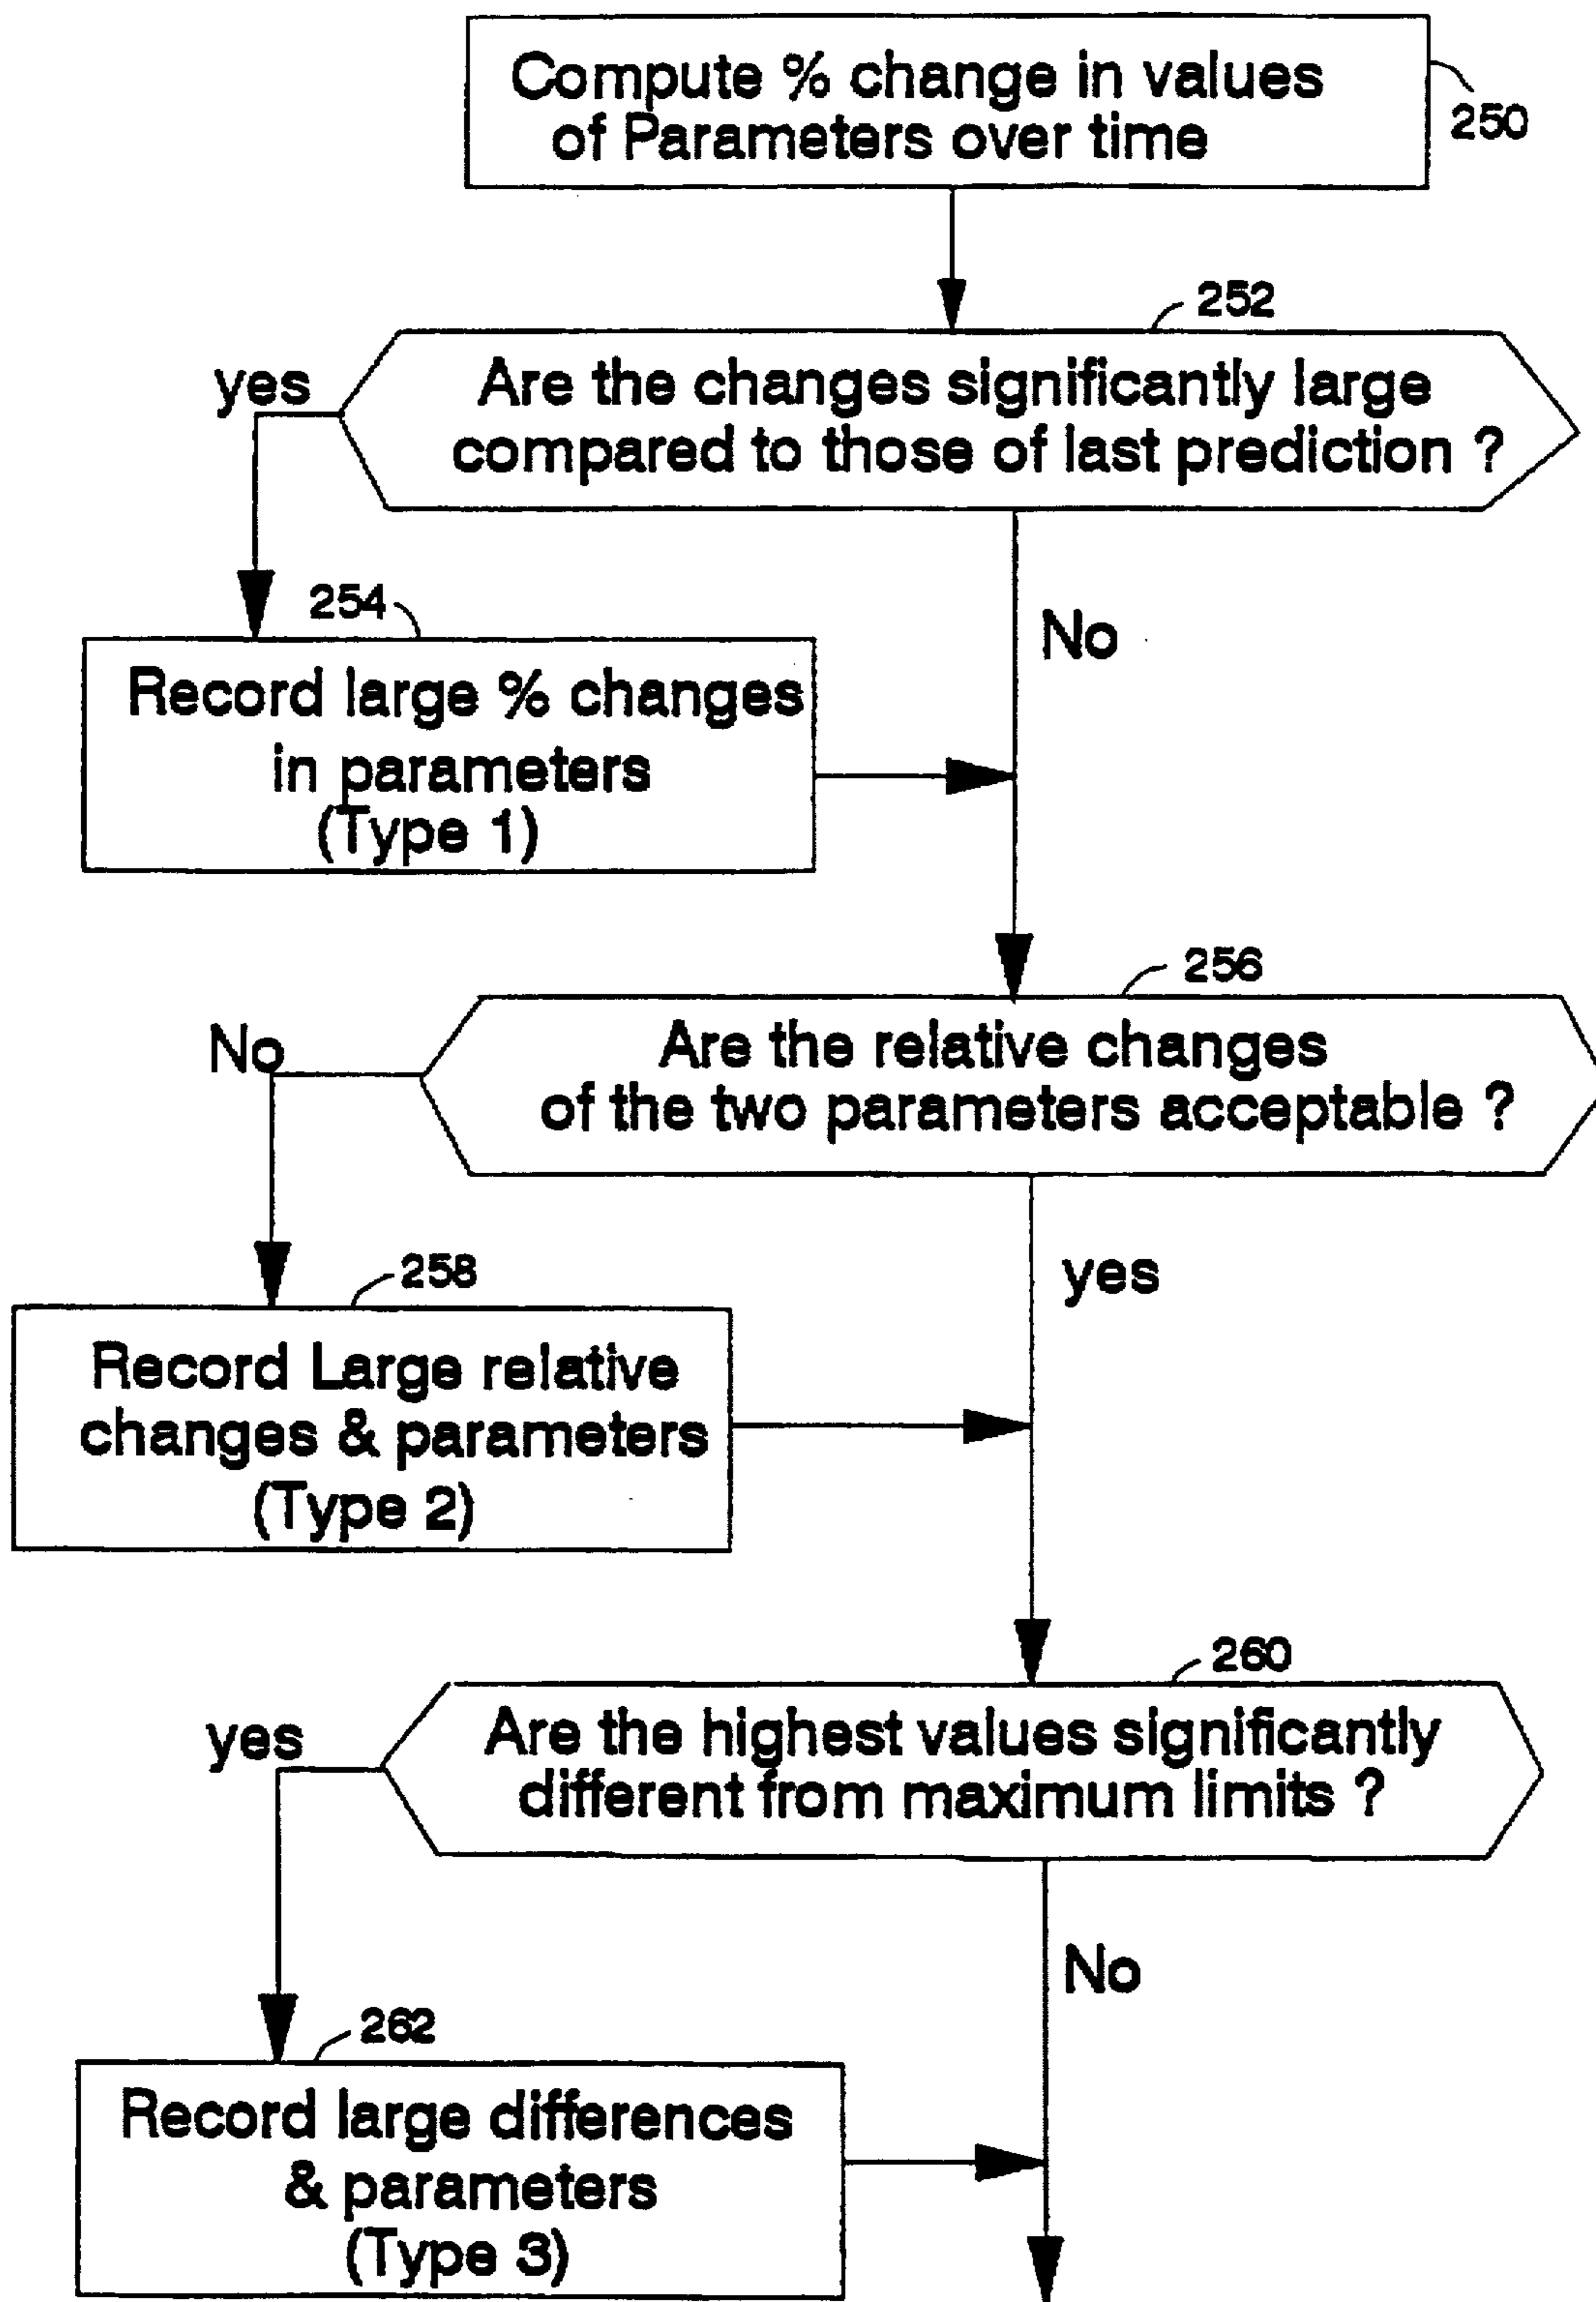 Compute % change in values
of Parameters over time
250
252
yes
Are the changes significantly large
compared to those of last prediction ?
254
No
Record large % changes
in parameters
(Type 1)
256
No
Are the relative changes
of the two parameters acceptable ?
258
yes
Record Large relative
changes & parameters
(Type 2)
260
yes
Are the highest values significantly
different from maximum limits ?
No
262
Record large differences
& parameters
(Type 3)